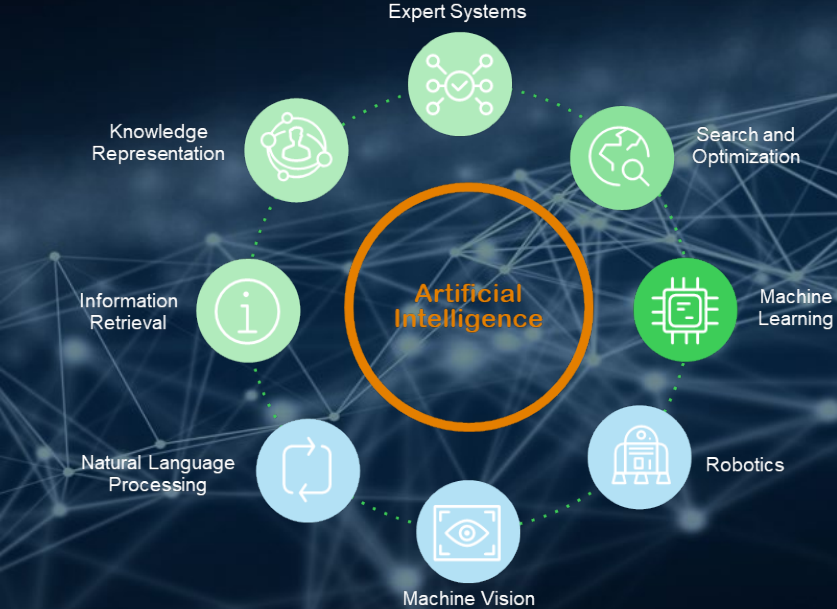 Expert Systems
Knowledge
Representation
Search and
Optimization
Artificial
Intelligence
Information
Retrieval
Machine
Learning
Natural Language
Processing
Robotics
Machine Vision